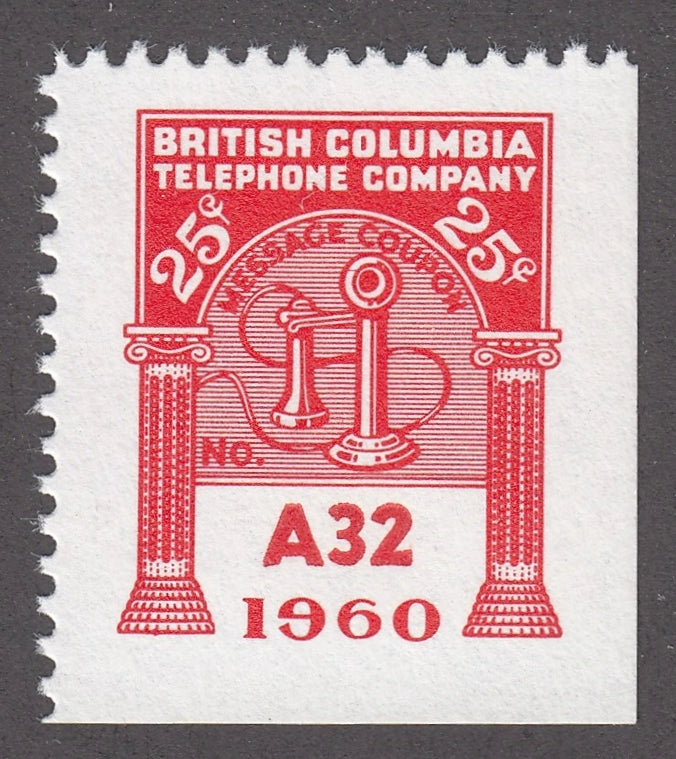 BRITISH COLUMBIA
TELEPHONE COMPANY
25¢ 25¢
MESSAGE COUPON
No.
A32
1960